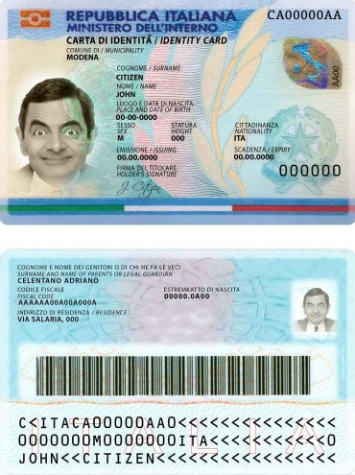 REPUBBLICA ITALIANA
MINISTERO DELL'INTERNO
CA00000AA
CARTA DI IDENTITÀ / IDENTITY CARD
COMUNE DI / MUNICIPALITY
MODENA
COGNOME / SURNAME
CITIZEN
NOME / NAME
JOHN
LUOGO E DATA DI NASCITA
PLACE AND DATE OF BIRTH
00-00-0000
SESSO STATURA CITTADINANZA
SEX HEIGHT NATIONALITY
M 000 ITA
EMISSIONE / ISSUING SCADENZA / EXPIRY
00.00.0000 00.00.0000
FIRMA DEL TITOLARE
HOLDER'S SIGNATURE
J. Citizen
000000
AA00
COGNOME E NOME DEI GENITORI O DI CHI NE FA LE VECI
SURNAME AND NAME OF PARENTS OR LEGAL GUARDIAN
CELENTANO ADRIANO
CODICE FISCALE ESTREMKATTO DI NASCITA
FISCAL CODE
00000.0A00
AAAAAA00A00A000A
INDIRIZZO DI RESIDENZA / RESIDENCE
VIA SALARIA, 000
C<ITACA00000AA0<<<<<<<<<<<<<<<
0000000M0000000ITA<<<<<<<<<<<0
JOHN<<CITIZEN<<<<<<<<<<<<<<<<<